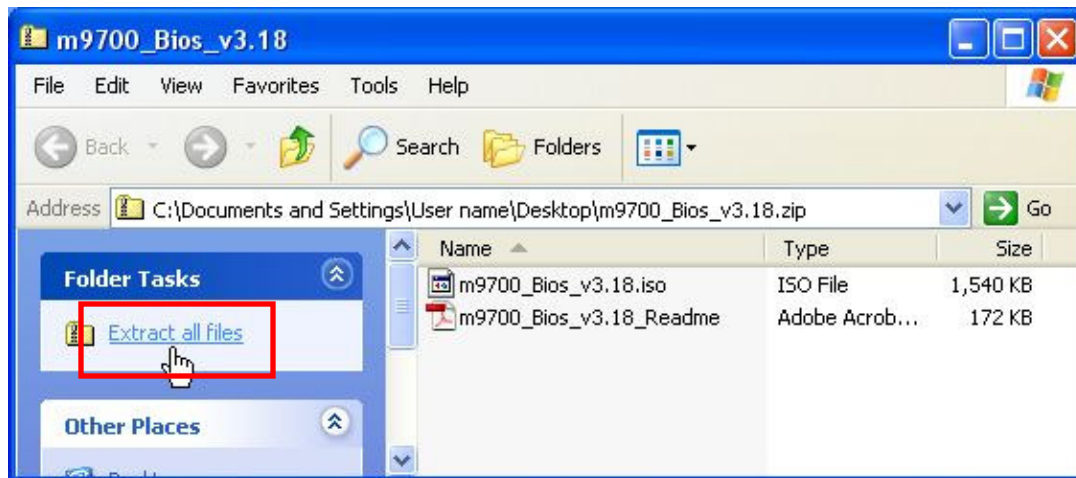 m9700_Bios_v3.18
File Edit View Favorites Tools Help
Back Search Folders
Address C:\Documents and Settings\User name\Desktop\m9700_Bios_v3.18.zip Go
Name Type Size
Folder Tasks
m9700_Bios_v3.18.iso ISO File 1,540 KB
m9700_Bios_v3.18_Readme Adobe Acrob... 172 KB
Extract all files
Other Places